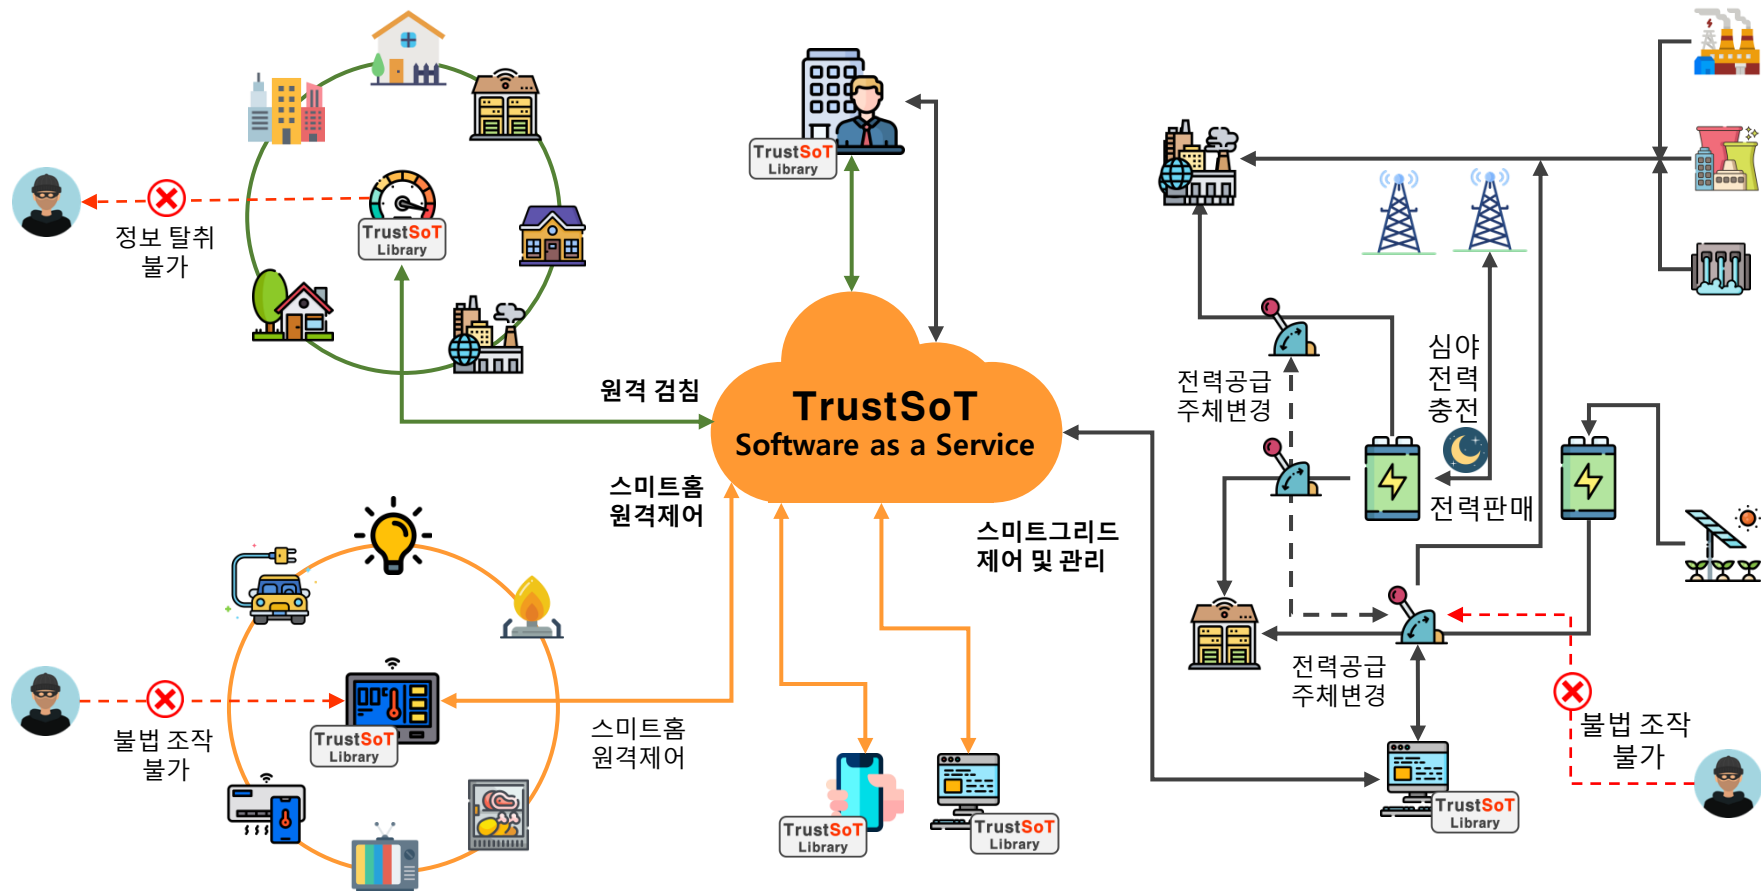 TrustSoT
Library
정보 탈취
불가
TrustSoT
Library
원격 검침
TrustSoT
Software as a Service
스마트홈
원격제어
스마트그리드
제어 및 관리
불법 조작
불가
TrustSoT
Library
스마트홈
원격제어
TrustSoT
Library
TrustSoT
Library
전력공급
주체변경
심야
전력
충전
전력판매
전력공급
주체변경
불법 조작
불가
TrustSoT
Library